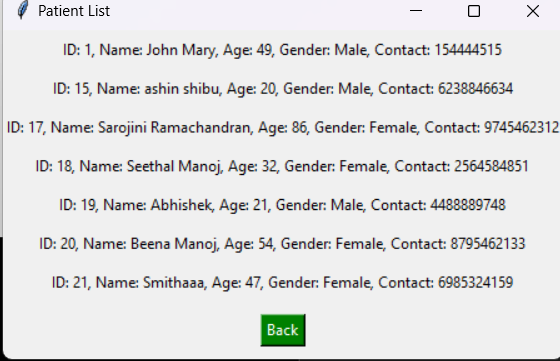 Patient List
ID: 1, Name: John Mary, Age: 49, Gender: Male, Contact: 154444515
ID: 15, Name: ashin shibu, Age: 20, Gender: Male, Contact: 6238846634
ID: 17, Name: Sarojini Ramachandran, Age: 86, Gender: Female, Contact: 9745462312
ID: 18, Name: Seethal Manoj, Age: 32, Gender: Female, Contact: 2564584851
ID: 19, Name: Abhishek, Age: 21, Gender: Male, Contact: 4488889748
ID: 20, Name: Beena Manoj, Age: 54, Gender: Female, Contact: 8795462133
ID: 21, Name: Smithaaa, Age: 47, Gender: Female, Contact: 6985324159
Back